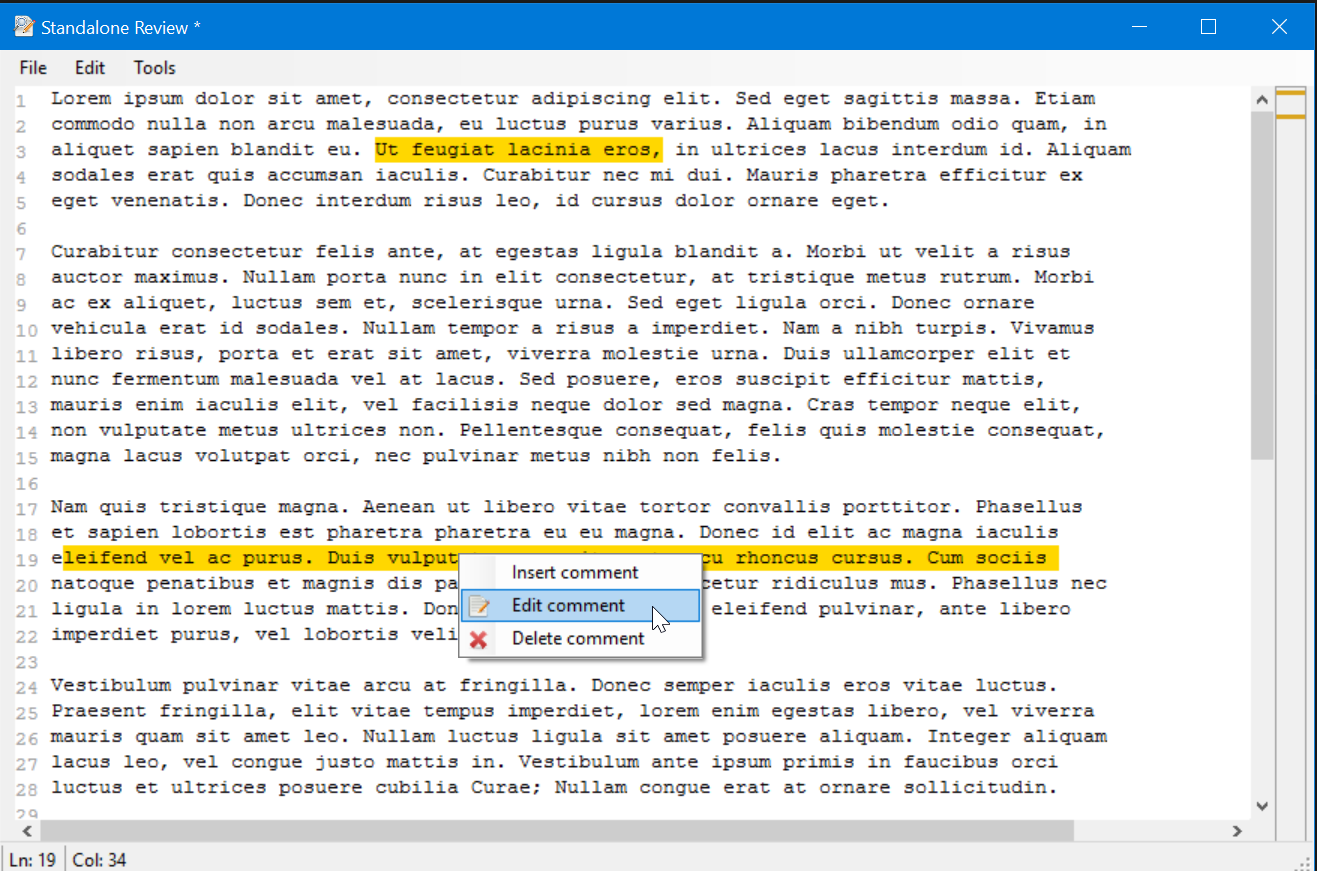 Standalone Review *
File Edit Tools
1 Lorem ipsum dolor sit amet, consectetur adipiscing elit. Sed eget sagittis massa. Etiam
2 commodo nulla non arcu malesuada, eu luctus purus varius. Aliquam bibendum odio quam, in
3 aliquet sapien blandit eu. Ut feugiat lacinia eros, in ultrices lacus interdum id. Aliquam
4 sodales erat quis accumsan iaculis. Curabitur nec mi dui. Mauris pharetra efficitur ex
5 eget venenatis. Donec interdum risus leo, id cursus dolor ornare eget.
6
7 Curabitur consectetur felis ante, at egestas ligula blandit a. Morbi ut velit a risus
8 auctor maximus. Nullam porta nunc in elit consectetur, at tristique metus rutrum. Morbi
9 ac ex aliquet, luctus sem et, scelerisque urna. Sed eget ligula orci. Donec ornare
10 vehicula erat id sodales. Nullam tempor a risus a imperdiet. Nam a nibh turpis. Vivamus
11 libero risus, porta et erat sit amet, viverra molestie urna. Duis ullamcorper elit et
12 nunc fermentum malesuada vel at lacus. Sed posuere, eros suscipit efficitur mattis,
13 mauris enim iaculis elit, vel facilisis neque dolor sed magna. Cras tempor neque elit,
14 non vulputate metus ultrices non. Pellentesque consequat, felis quis molestie consequat,
15 magna lacus volutpat orci, nec pulvinar metus nibh non felis.
16
17 Nam quis tristique magna. Aenean ut libero vitae tortor convallis porttitor. Phasellus
18 et sapien lobortis est pharetra pharetra eu eu magna. Donec id elit ac magna iaculis
19 eleifend vel ac purus. Duis vulput cu rhoncus cursus. Cum sociis
Insert comment
20 natoque penatibus et magnis dis pa cetur ridiculus mus. Phasellus nec
Edit comment
21 ligula in lorem luctus mattis. Don eleifend pulvinar, ante libero
Delete comment
22 imperdiet purus, vel lobortis veli
23
24 Vestibulum pulvinar vitae arcu at fringilla. Donec semper iaculis eros vitae luctus.
25 Praesent fringilla, elit vitae tempus imperdiet, lorem enim egestas libero, vel viverra
26 mauris quam sit amet leo. Nullam luctus ligula sit amet posuere aliquam. Integer aliquam
27 lacus leo, vel congue justo mattis in. Vestibulum ante ipsum primis in faucibus orci
28 luctus et ultrices posuere cubilia Curae; Nullam congue erat at ornare sollicitudin.
29
Ln: 19 Col: 34